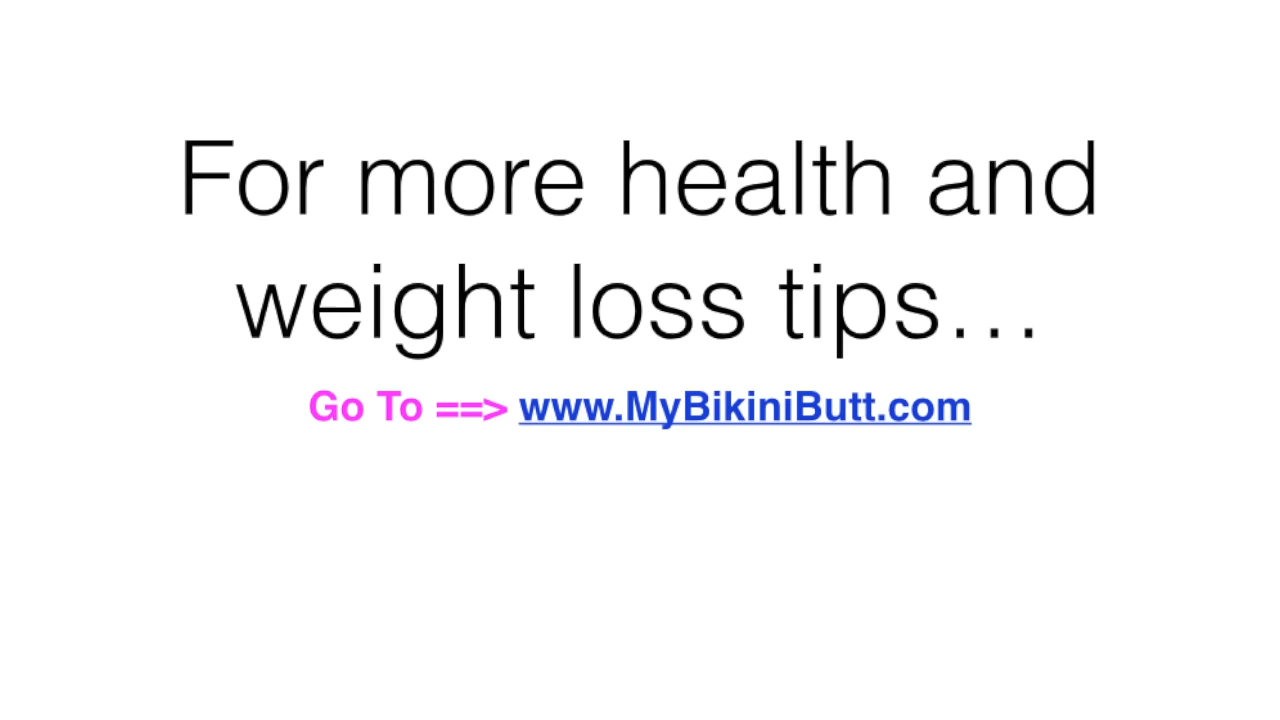 For more health and
weight loss tips…
Go To ==> www.MyBikiniButt.com